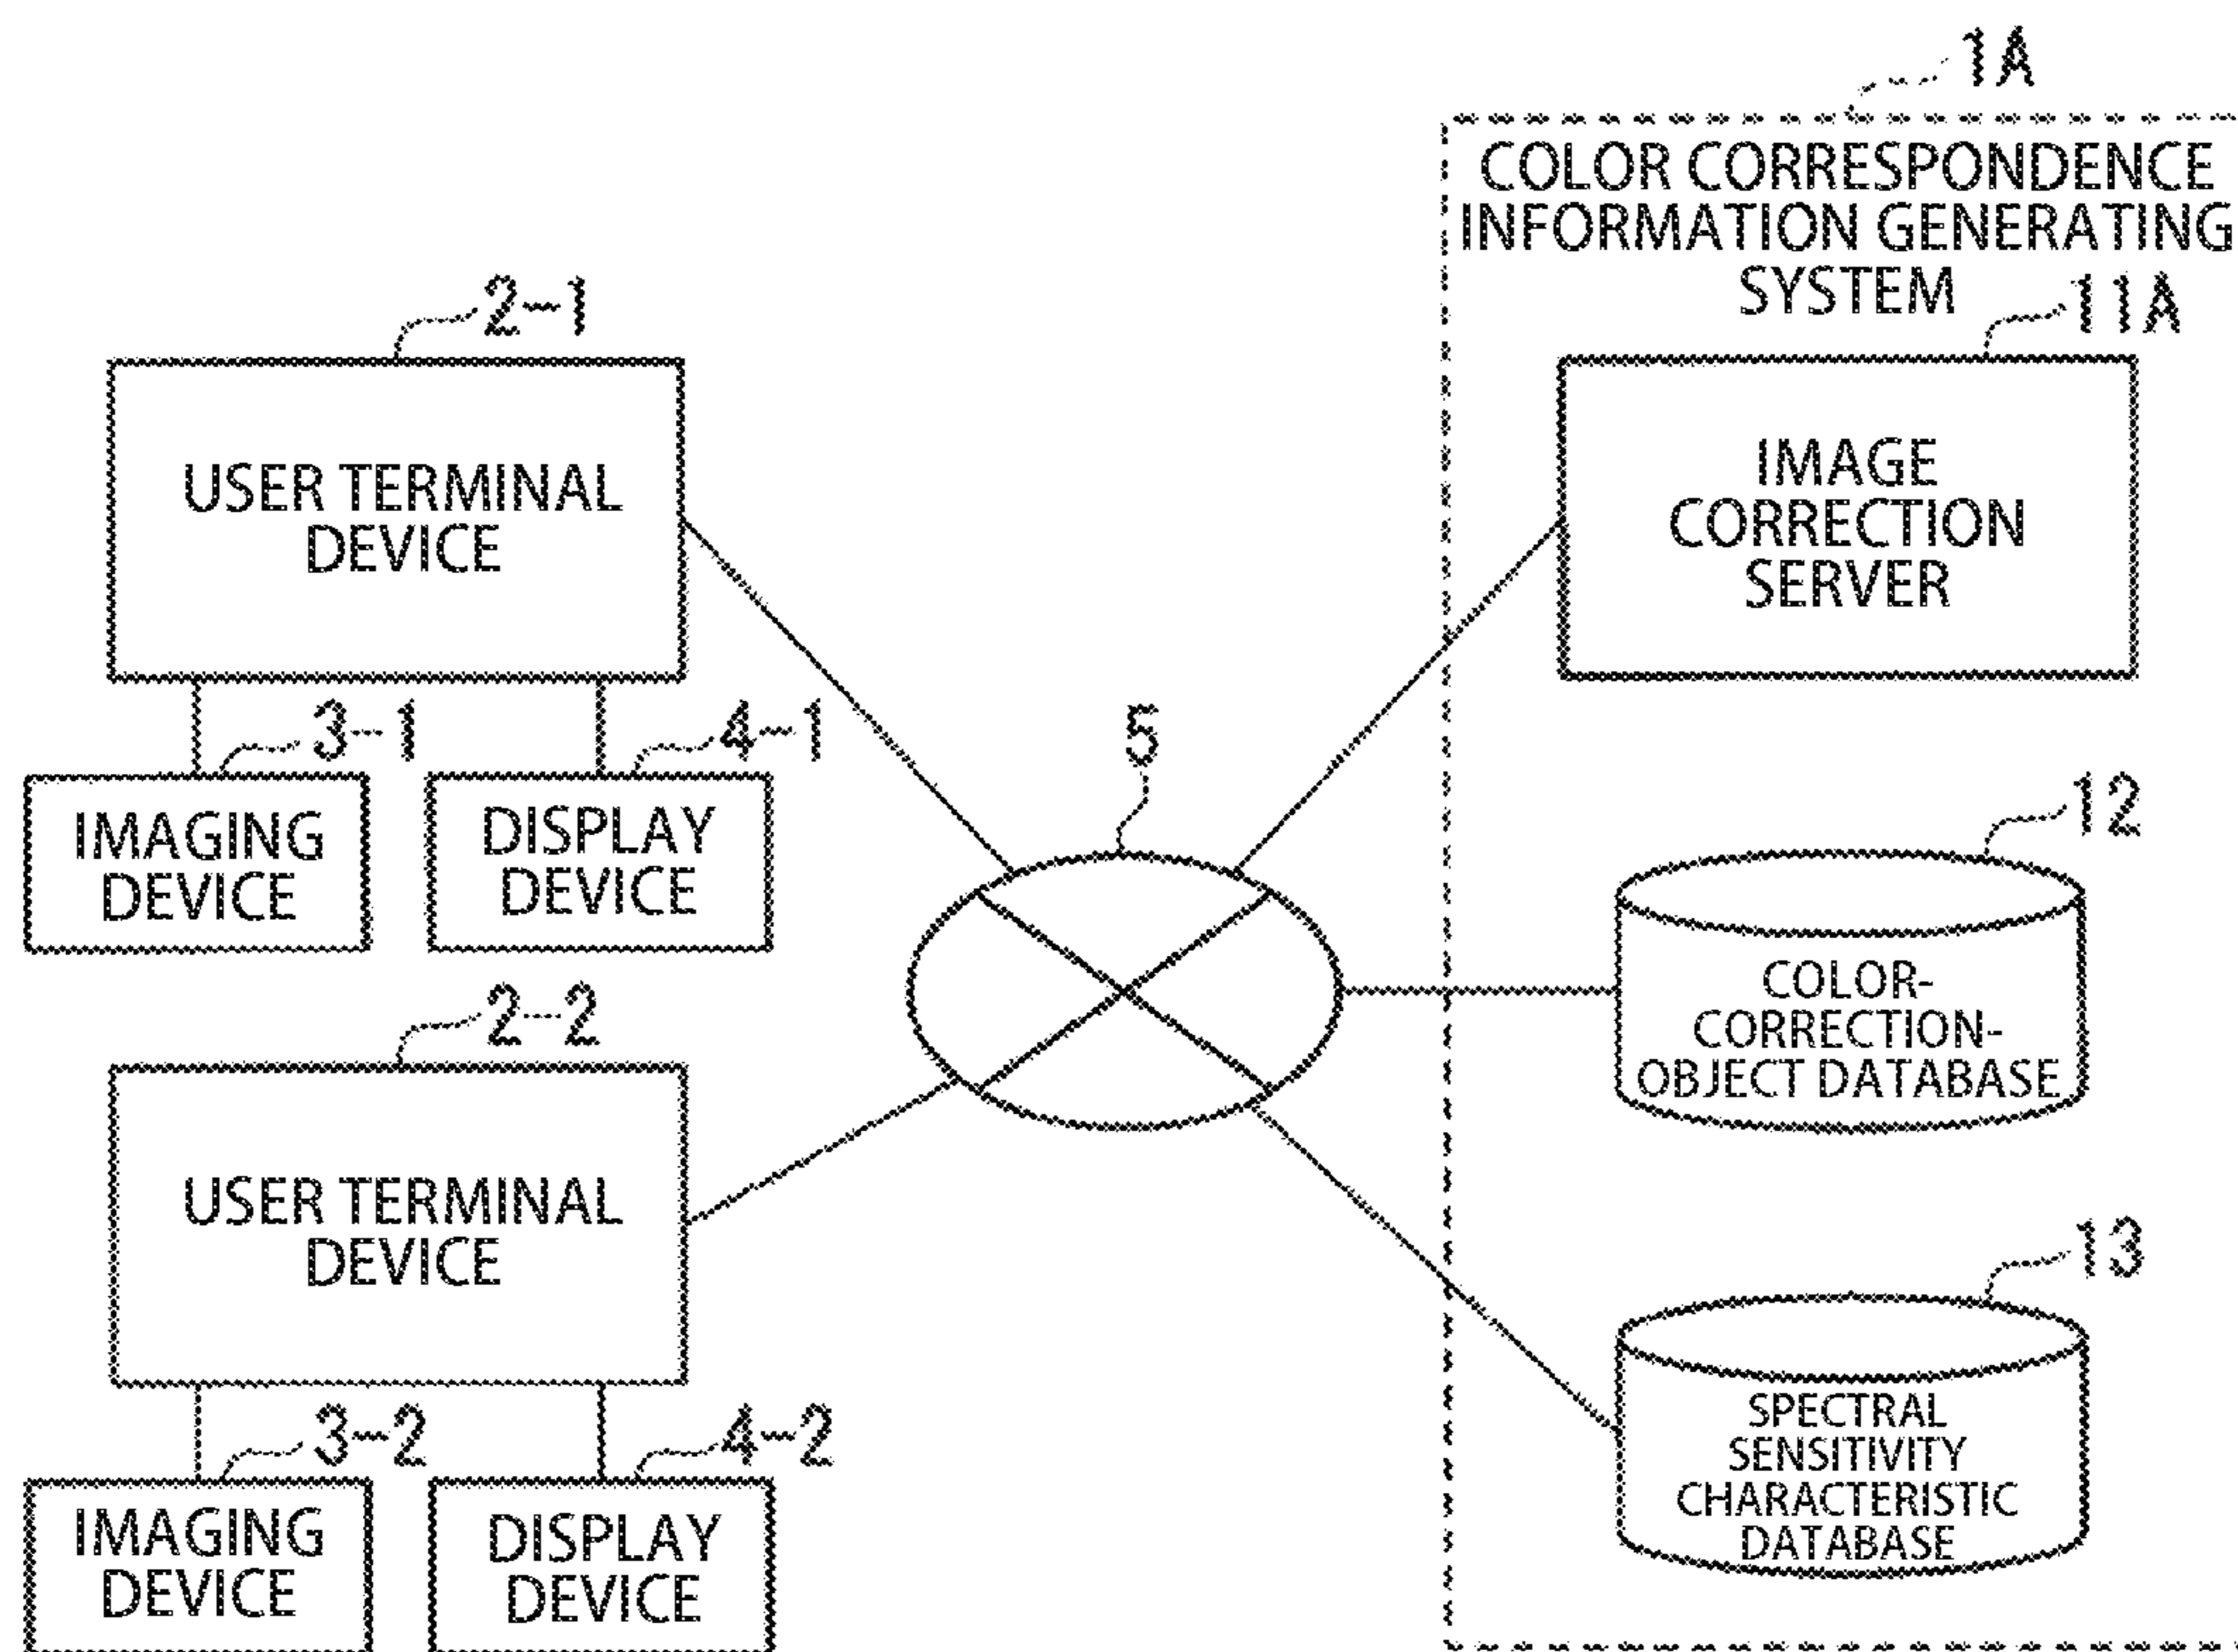 1A
COLOR CORRESPONDENCE
INFORMATION GENERATING
SYSTEM
2-1
11A
USER TERMINAL
DEVICE
IMAGE
CORRECTION
SERVER
3-1
4-1
5
IMAGING
DEVICE
DISPLAY
DEVICE
12
COLOR-
CORRECTION-
OBJECT DATABASE
2-2
USER TERMINAL
DEVICE
13
SPECTRAL
SENSITIVITY
CHARACTERISTIC
DATABASE
3-2
4-2
IMAGING
DEVICE
DISPLAY
DEVICE